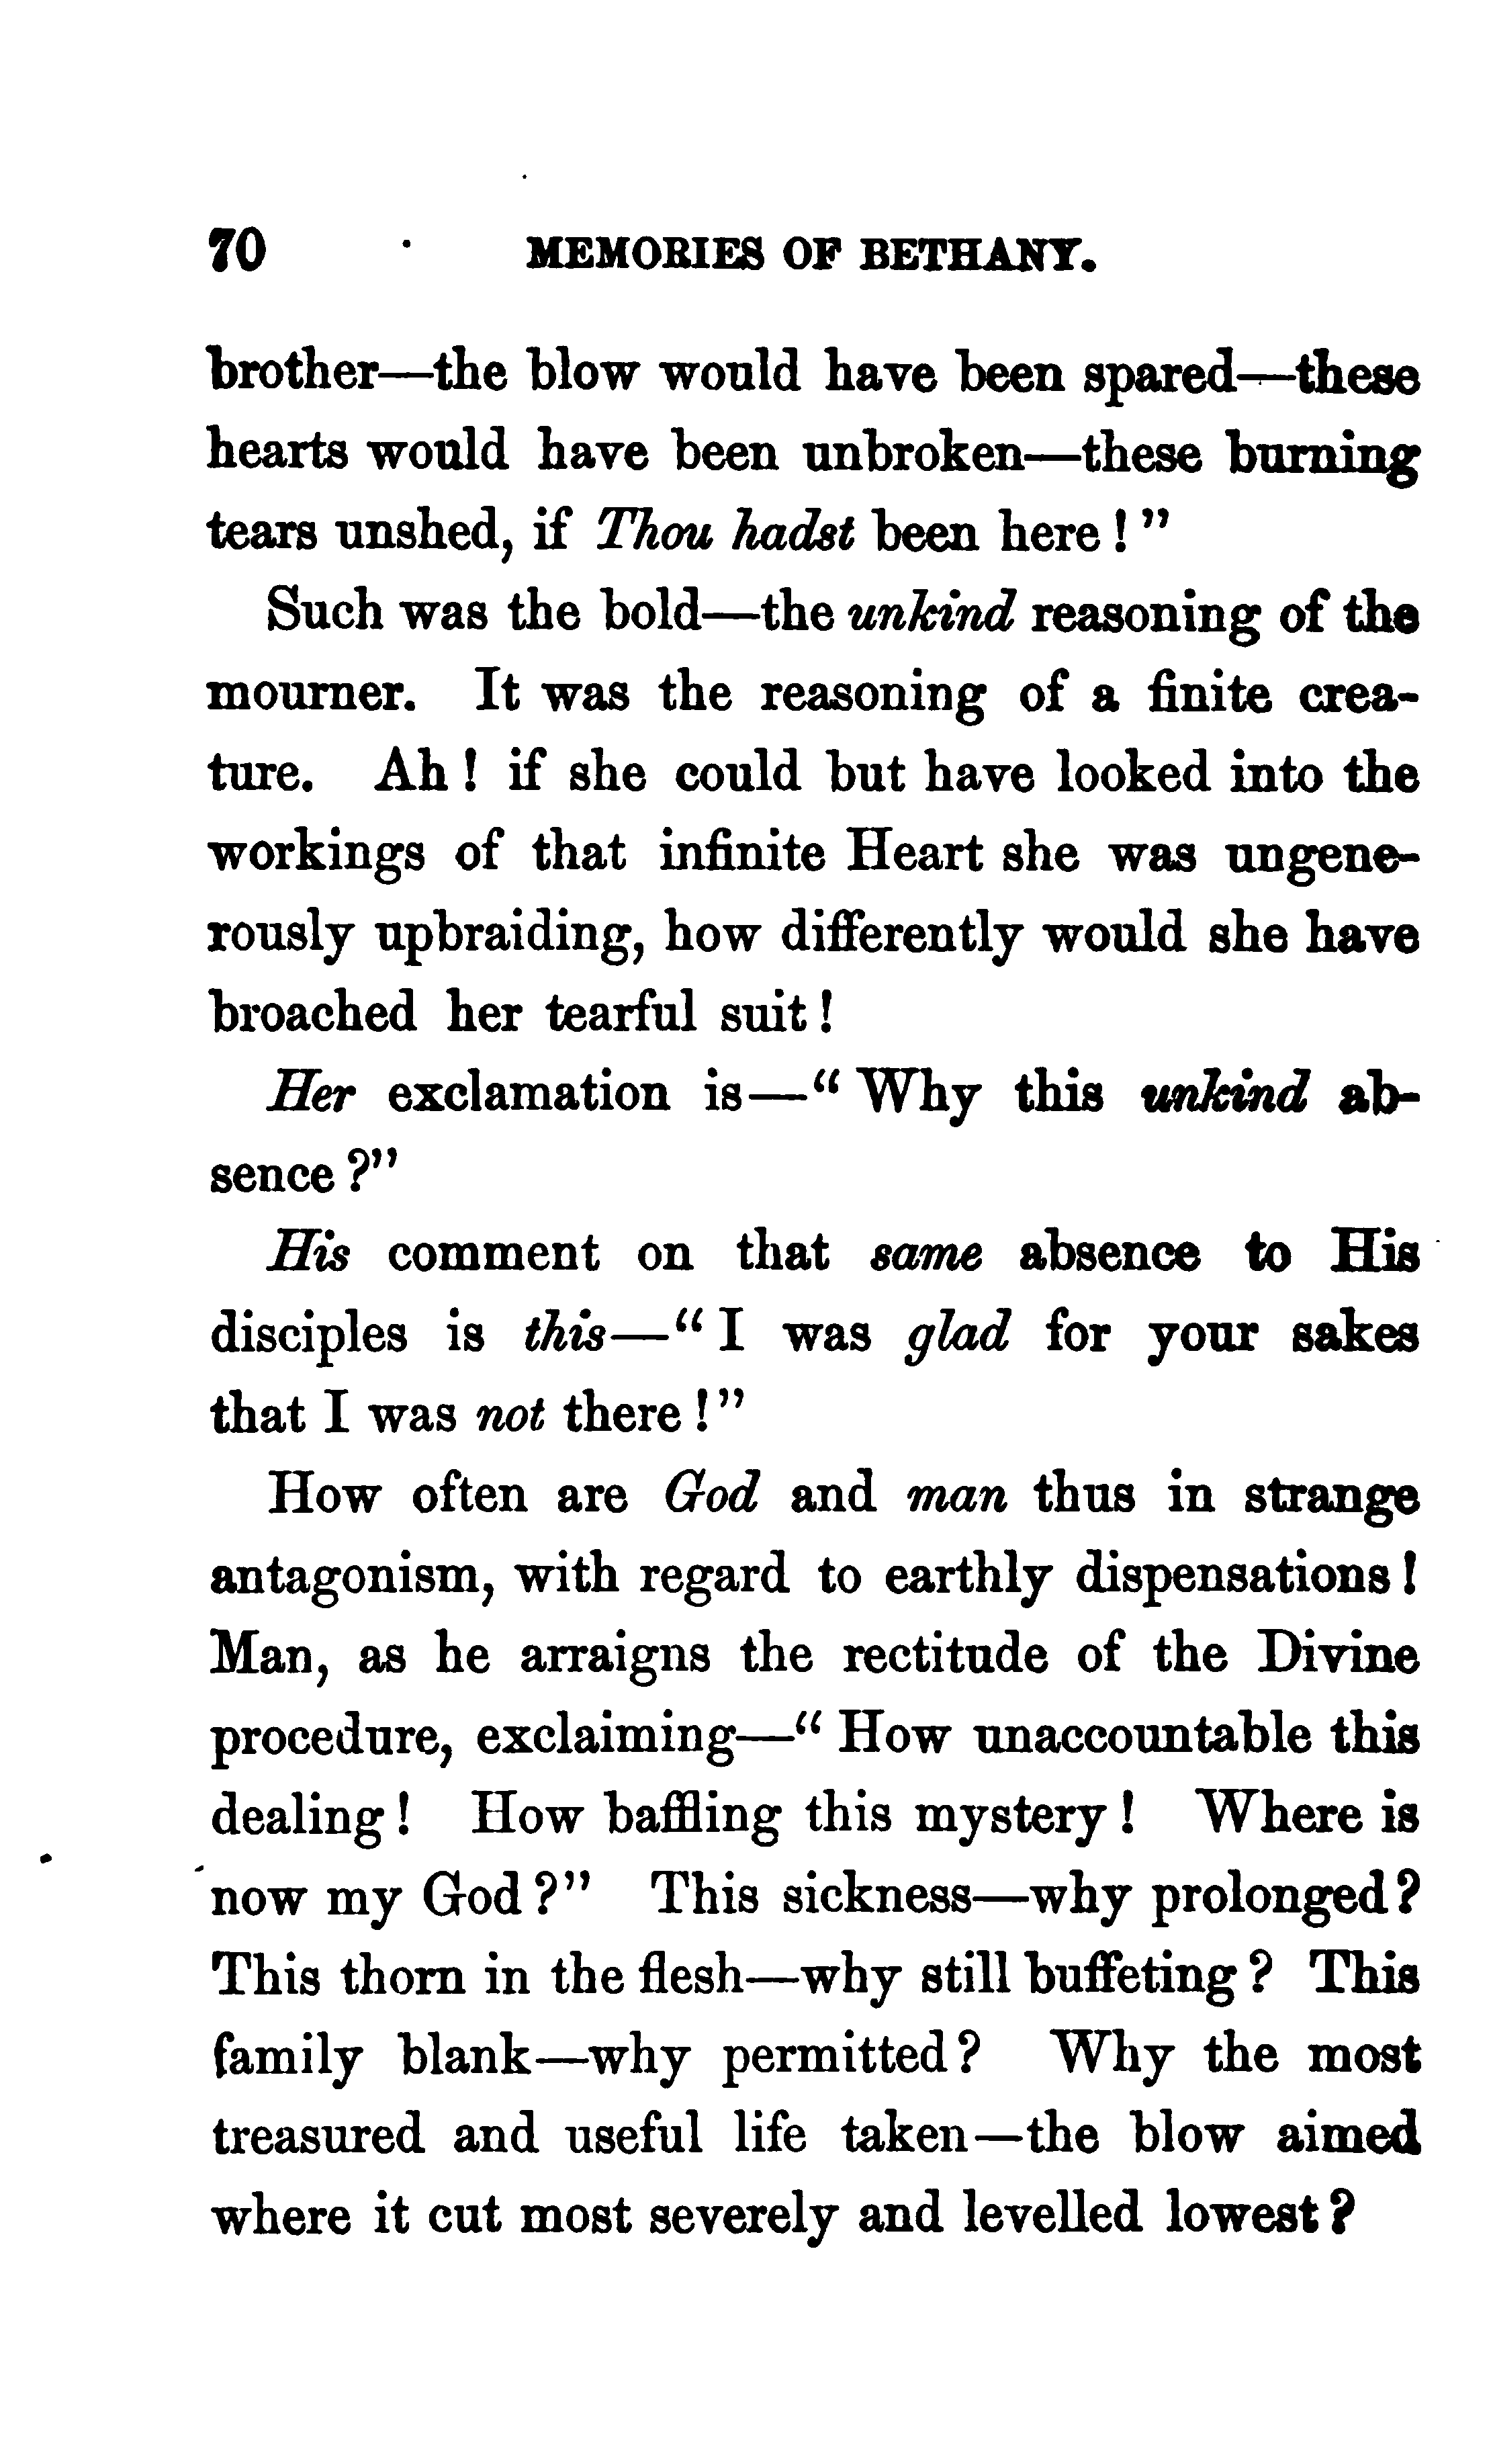 70 MEMORIES OF BETHANY.
brother—the blow would have been spared—these
hearts would have been unbroken—these burning
tears unshed, if Thou hadst been here!"
Such was the bold—the unkind reasoning of the
mourner. It was the reasoning of a finite crea-
ture. Ah! if she could but have looked into the
workings of that infinite Heart she was ungene-
rously upbraiding, how differently would she have
broached her tearful suit!
Her exclamation is—"Why this unkind ab-
sence?"
His comment on that same absence to His
disciples is this—"I was glad for your sakes
that I was not there!"
How often are God and man thus in strange
antagonism, with regard to earthly dispensations!
Man, as he arraigns the rectitude of the Divine
procedure, exclaiming—"How unaccountable this
dealing! How baffling this mystery! Where is
now my God?" This sickness—why prolonged?
This thorn in the flesh—why still buffeting? This
family blank—why permitted? Why the most
treasured and useful life taken—the blow aimed
where it cut most severely and levelled lowest?